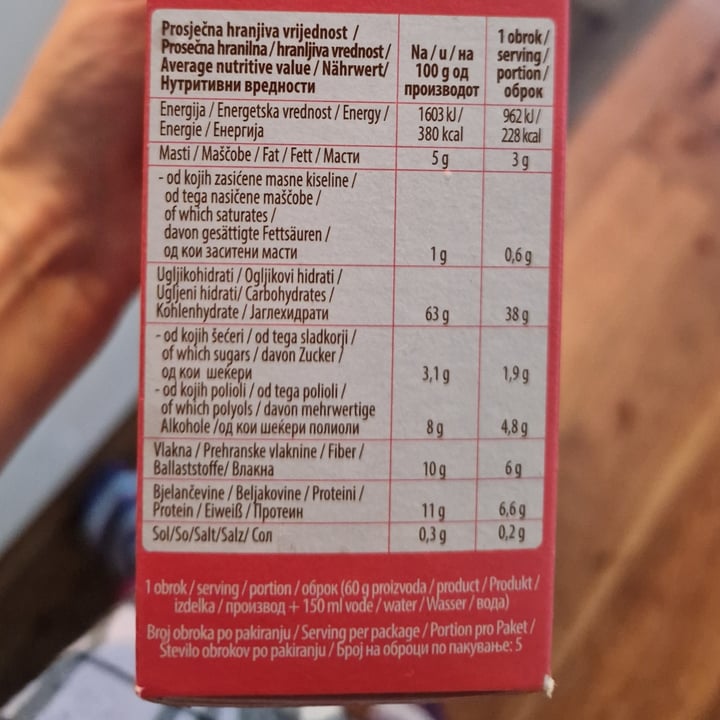 Prosječna hranjiva vrijednost /
Prosečna hranilna / hranljiva vrednost /
Average nutritive value / Nährwert/
Нутритивни вредности
Na / u / на
100 g од
производот
1 obrok /
serving /
portion /
оброк
Energija / Energetska vrednost / Energy /
Energie / Енергија
1603 kJ /
380 kcal
962 kJ /
228 kcal
Masti / Maščobe / Fat / Fett / Масти
5 g
3 g
- od kojih zasićene masne kiseline /
od tega nasičene maščobe /
of which saturates /
davon gesättigte Fettsäuren /
од кои заситени масти
1 g
0,6 g
Ugljikohidrati / Ogljikovi hidrati /
Ugljeni hidrati/ Carbohydrates /
Kohlenhydrate / Јаглехидрати
63 g
38 g
- od kojih šećeri / od tega sladkorji /
of which sugars / davon Zucker /
од кои шеќери
3,1 g
1,9 g
- od kojih polioli / od tega polioli /
of which polyols / davon mehrwertige
Alkohole /од кои шеќери полиоли
8 g
4,8 g
Vlakna / Prehranske vlaknine / Fiber /
Ballaststoffe/ Влакна
10 g
6 g
Bjelančevine / Beljakovine / Proteini /
Protein / Eiweiß / Протеин
11 g
6,6 g
Sol/So/Salt/Salz/ Сол
0,3 g
0,2 g
1 obrok / serving / portion / оброк (60 g proizvoda / product / Produkt /
izdelka / производ + 150 ml vode / water / Wasser / вода)
Broj obroka po pakiranju / Serving per package / Portion pro Paket /
Število obrokov po pakiranju / Број на оброци по пакување: 5